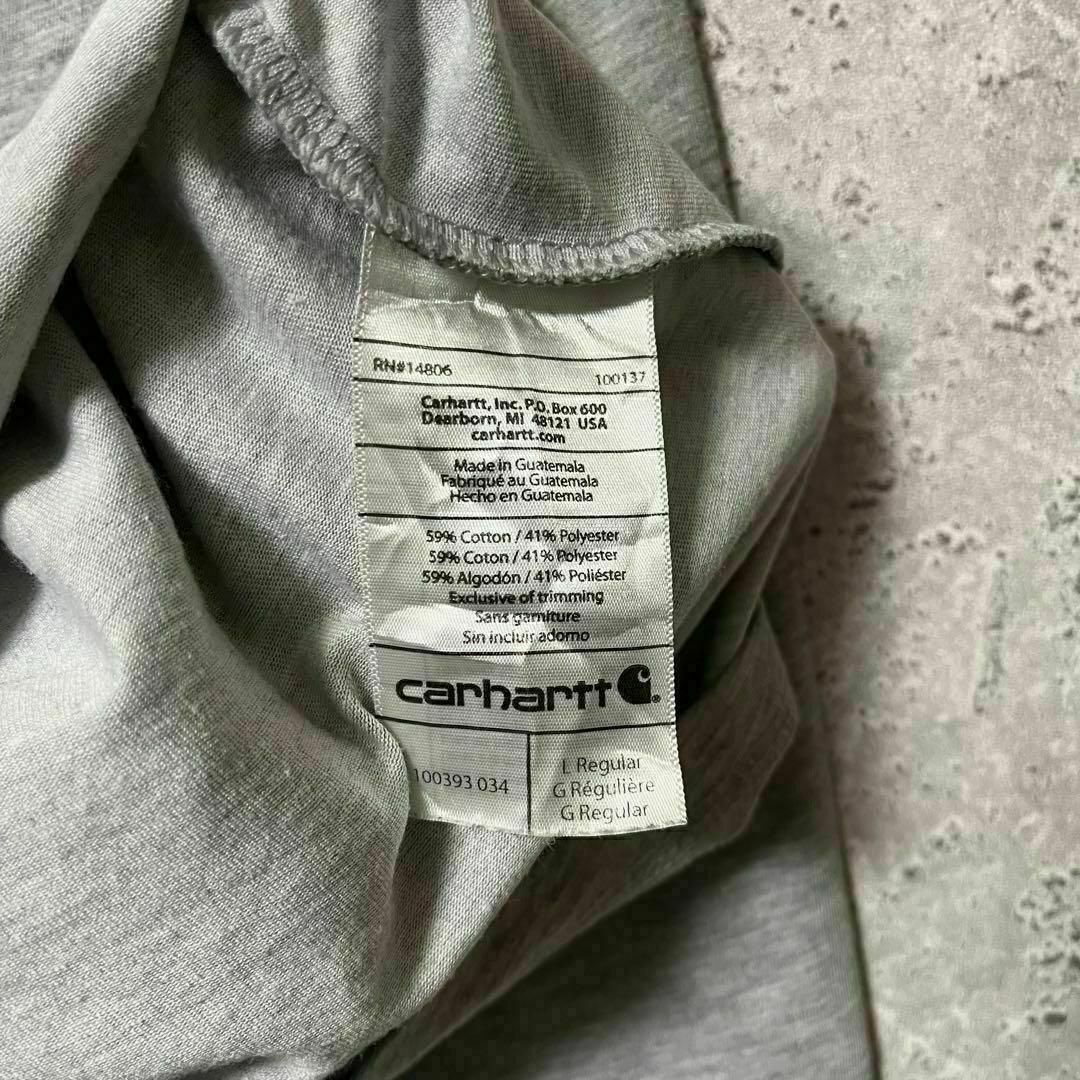 RN#14806 100137
Carhartt, Inc. P.O. Box 600
Dearborn, MI 48121 USA
carhartt.com
Made in Guatemala
Fabriqué au Guatemala
Hecho en Guatemala
59% Cotton / 41% Polyester
59% Coton / 41% Polyester
59% Algodón / 41% Poliéster
Exclusive of trimming
Sans garniture
Sin incluir adorno
carhartt
100393 034
L Regular
G Régulière
G Regular